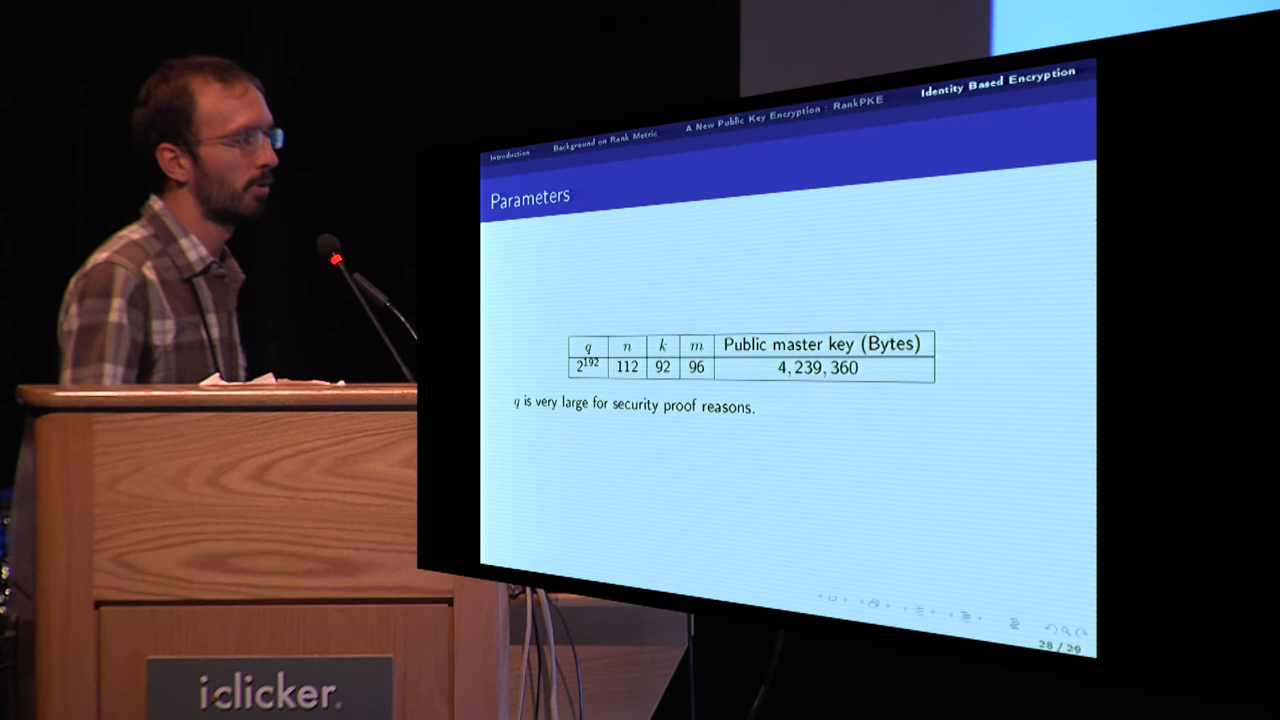 Introduction Background on Rank Metric A New Public Key Encryption : RankPKE Identity Based Encryption
Parameters
q n k m Public master key (Bytes)
2^192 112 92 96 4, 239, 360
q is very large for security proof reasons.
28 / 29
iclicker.